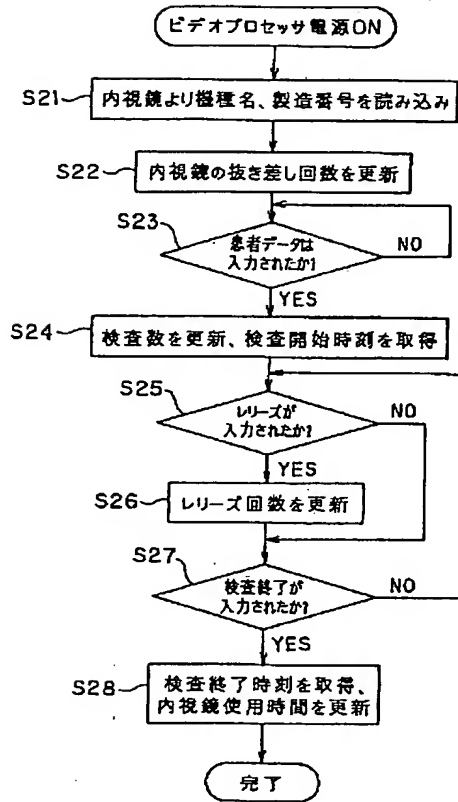 ビデオプロセッサ電源ON
S21
内視鏡より機種名、製造番号を読み込み
S22
内視鏡の抜き差し回数を更新
S23
患者データは
入力されたか?
NO
YES
S24
検査数を更新、検査開始時刻を取得
S25
レリーズが
入力されたか?
NO
YES
S26
レリーズ回数を更新
S27
検査終了が
入力されたか?
NO
YES
S28
検査終了時刻を取得、
内視鏡使用時間を更新
完了